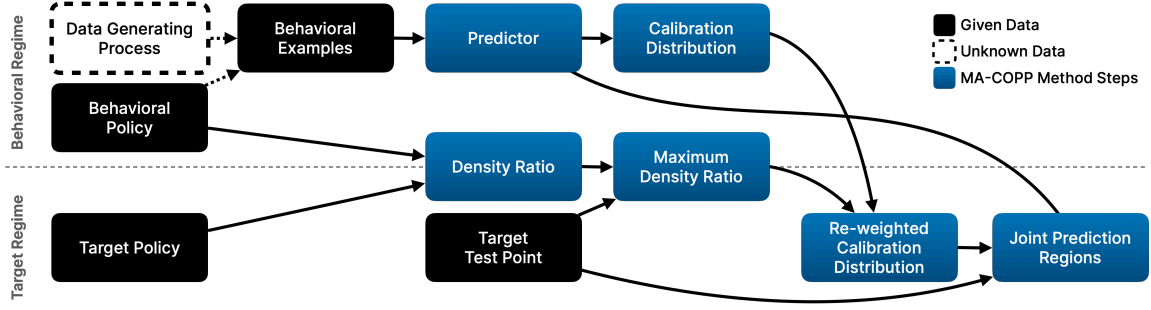 Behavioral Regime
Data Generating
Process
Behavioral
Examples
Predictor
Calibration
Distribution
Given Data
Unknown Data
MA-COPP Method Steps
Behavioral
Policy
Density Ratio
Maximum
Density Ratio
Target Regime
Target Policy
Target
Test Point
Re-weighted
Calibration
Distribution
Joint Prediction
Regions